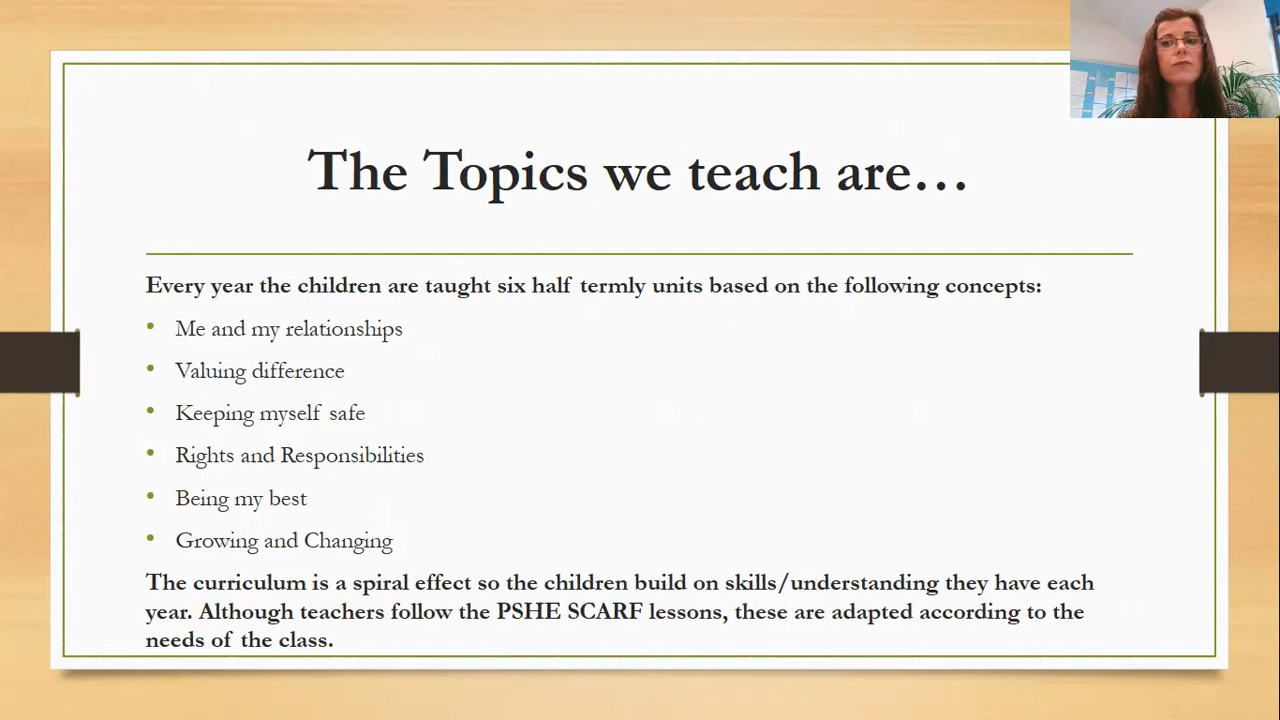 The Topics we teach are…
Every year the children are taught six half termly units based on the following concepts:
• Me and my relationships
• Valuing difference
• Keeping myself safe
• Rights and Responsibilities
• Being my best
• Growing and Changing
The curriculum is a spiral effect so the children build on skills/understanding they have each
year. Although teachers follow the PSHE SCARF lessons, these are adapted according to the
needs of the class.